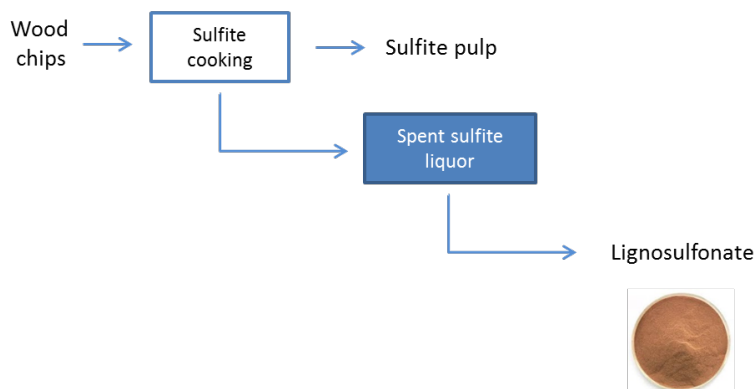 Wood
chips
Sulfite
cooking
Sulfite pulp
Spent sulfite
liquor
Lignosulfonate